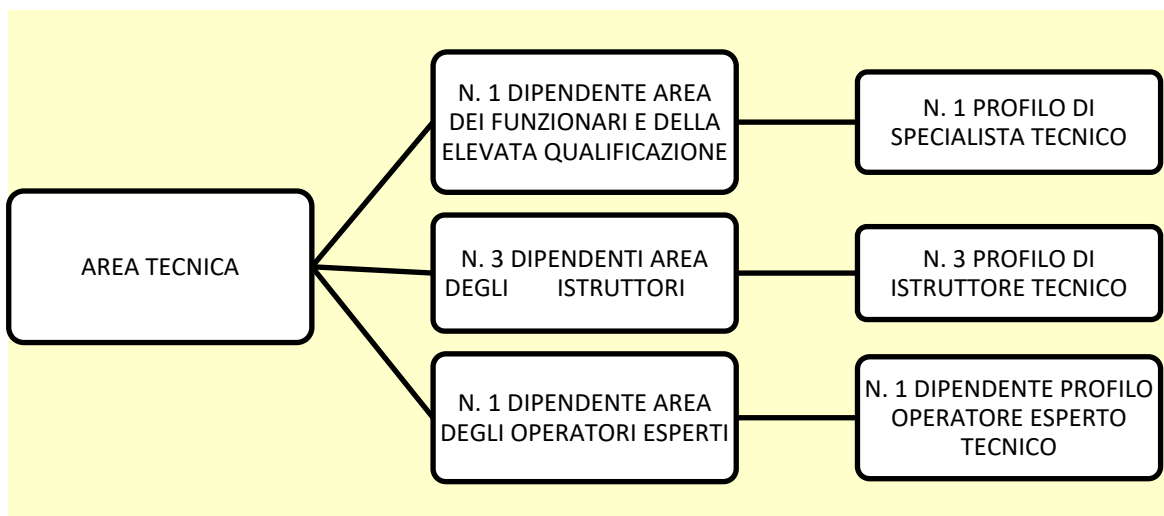 AREA TECNICA
N. 1 DIPENDENTE AREA
DEI FUNZIONARI E DELLA
ELEVATA QUALIFICAZIONE
N. 1 PROFILO DI
SPECIALISTA TECNICO
N. 3 DIPENDENTI AREA
DEGLI ISTRUTTORI
N. 3 PROFILO DI
ISTRUTTORE TECNICO
N. 1 DIPENDENTE AREA
DEGLI OPERATORI ESPERTI
N. 1 DIPENDENTE PROFILO
OPERATORE ESPERTO
TECNICO